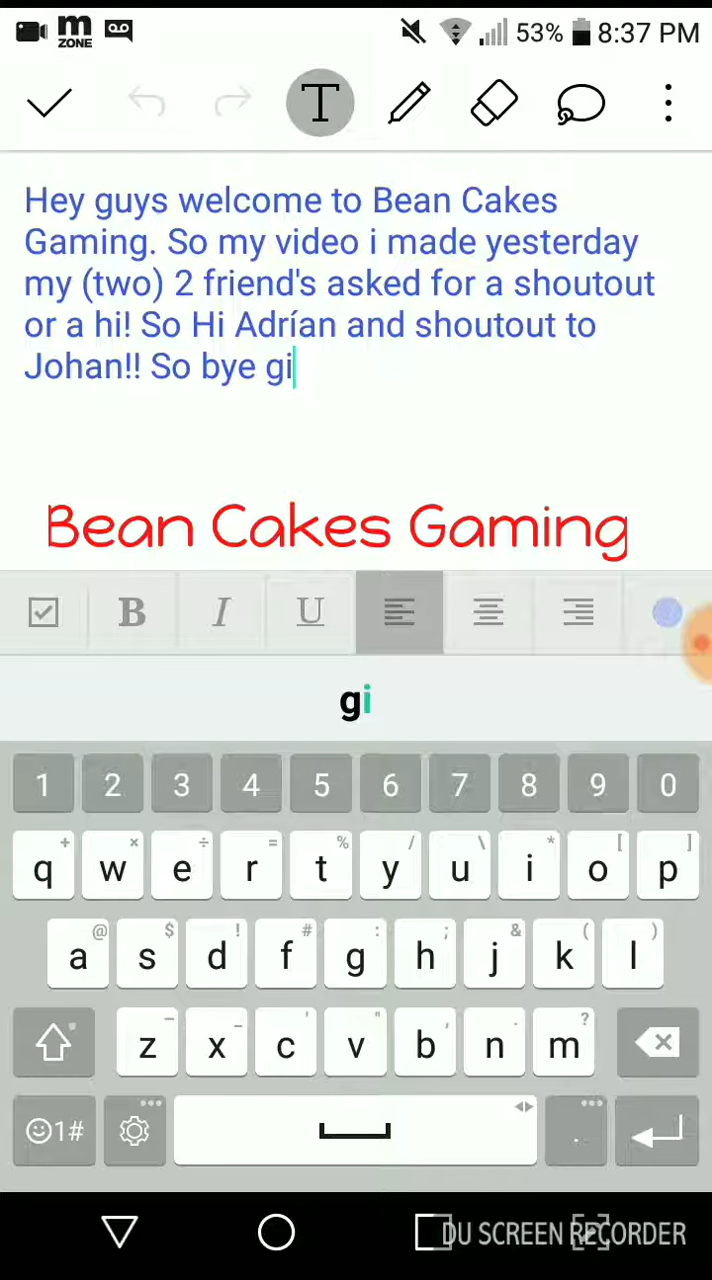 m
ZONE
53%
8:37 PM
T
Hey guys welcome to Bean Cakes
Gaming. So my video i made yesterday
my (two) 2 friend's asked for a shoutout
or a hi! So Hi Adrían and shoutout to
Johan!! So bye gi
Bean Cakes Gaming
B I U
gi
1 2 3 4 5 6 7 8 9 0
+ × ÷ = % / \ * [ ]
q w e r t y u i o p
@ $ ! # : ; & ( )
a s d f g h j k l
– _ ' " , . ?
z x c v b n m
1# .
DU SCREEN RECORDER